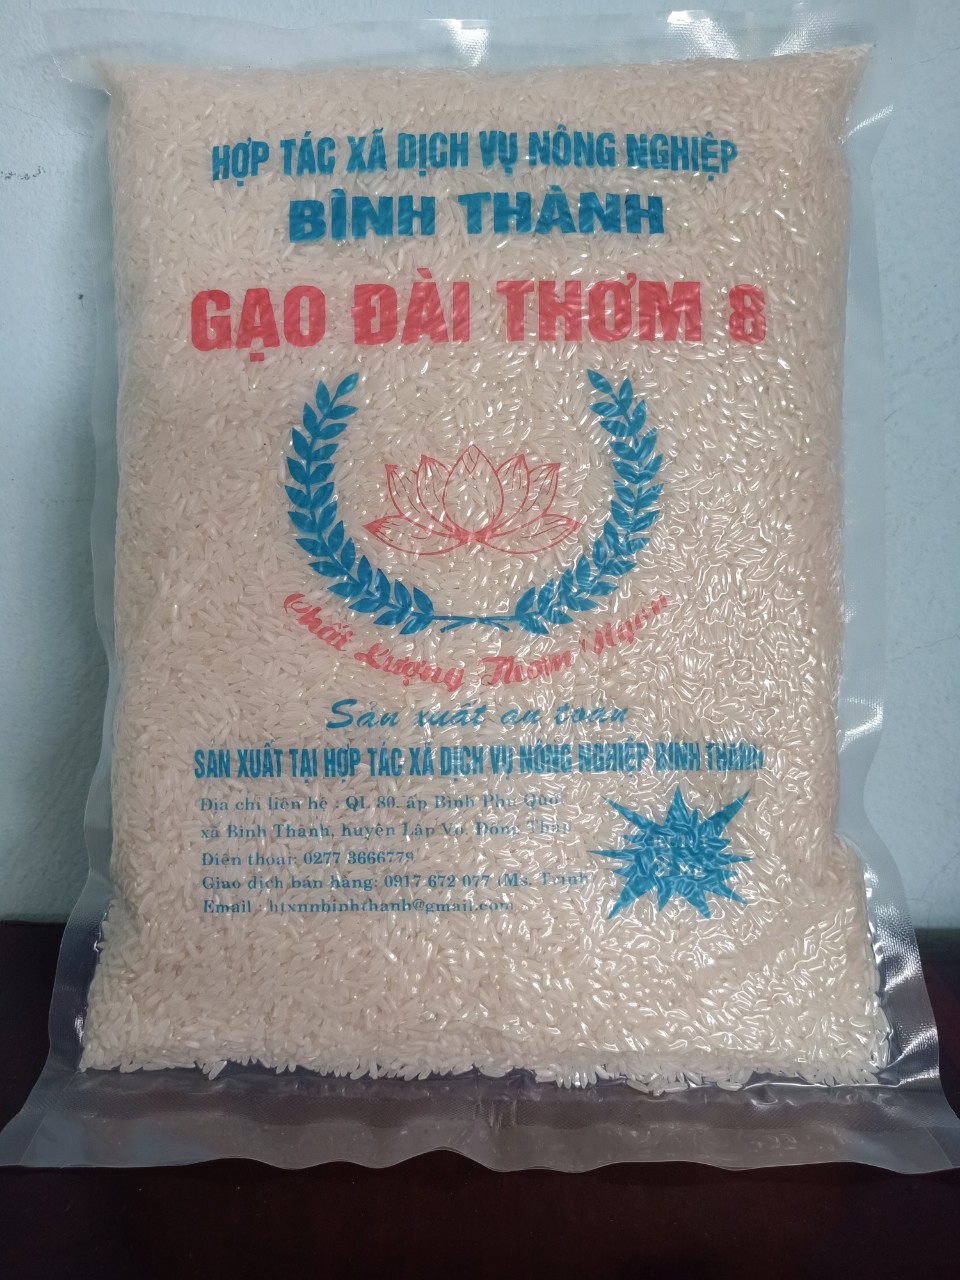 HỢP TÁC XÃ DỊCH VỤ NÔNG NGHIỆP
BÌNH THÀNH
GẠO ĐÀI THƠM 8
Chất Lượng Thơm Ngon
Sản xuất an toàn
SẢN XUẤT TẠI HỢP TÁC XÃ DỊCH VỤ NÔNG NGHIỆP BÌNH THÀNH
Địa chỉ liên hệ : QL 80. ấp Bình Phú Quới
xã Bình Thành, huyện Lấp Vò. Đồng Tháp
Điện thoại: 0277 3666779
Giao dịch bán hàng: 0917 672 077 (Ms. Trinh
Email : htxnnbinhthanh@gmail.com